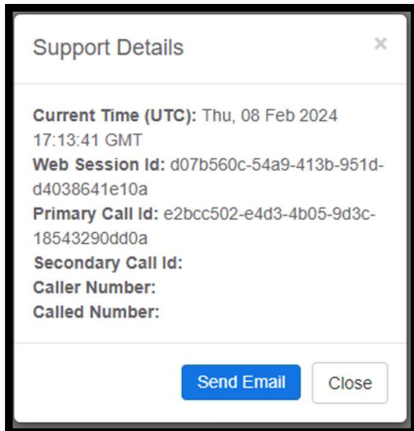 Support Details
×
Current Time (UTC): Thu, 08 Feb 2024
17:13:41 GMT
Web Session Id: d07b560c-54a9-413b-951d-
d4038641e10a
Primary Call Id: e2bcc502-e4d3-4b05-9d3c-
18543290dd0a
Secondary Call Id:
Caller Number:
Called Number:
Send Email
Close